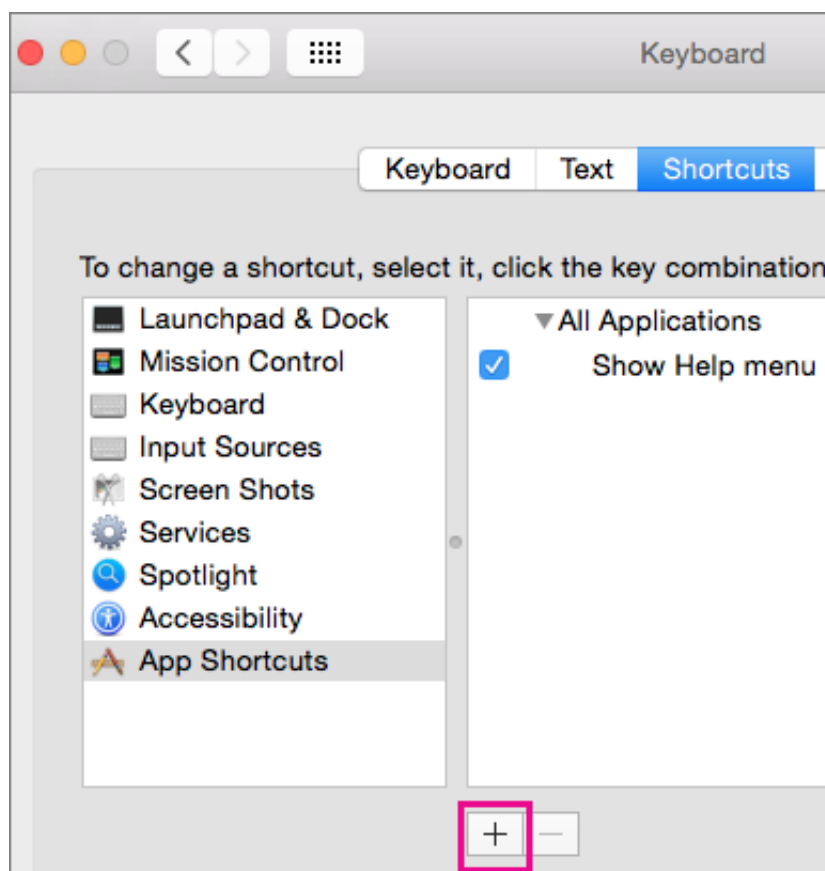 Keyboard
Keyboard Text Shortcuts
To change a shortcut, select it, click the key combination
Launchpad & Dock
Mission Control
Keyboard
Input Sources
Screen Shots
Services
Spotlight
Accessibility
App Shortcuts
All Applications
Show Help menu
+ −